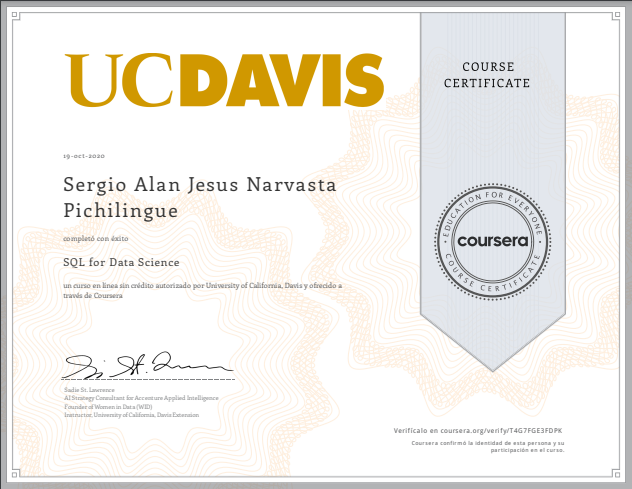 UCDAVIS
COURSE
CERTIFICATE
19-oct-2020
Sergio Alan Jesus Narvasta
Pichilingue
completó con éxito
SQL for Data Science
un curso en línea sin crédito autorizado por University of California, Davis y ofrecido a
través de Coursera
EDUCATION FOR EVERYONE
coursera
COURSE CERTIFICATE
Sadie St. Lawrence
AI Strategy Consultant for Accenture Applied Intelligence
Founder of Women in Data (WID)
Instructor, University of California, Davis Extension
Verifícalo en coursera.org/verify/T4G7FGE3FDPK
Coursera confirmó la identidad de esta persona y su
participación en el curso.